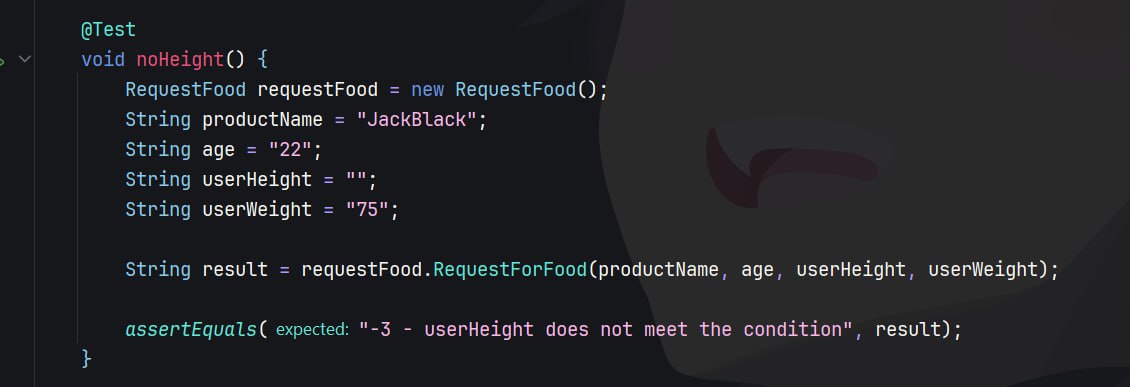 @Test
void noHeight() {
RequestFood requestFood = new RequestFood();
String productName = "JackBlack";
String age = "22";
String userHeight = "";
String userWeight = "75";
String result = requestFood.RequestForFood(productName, age, userHeight, userWeight);
assertEquals( expected: "-3 - userHeight does not meet the condition", result);
}